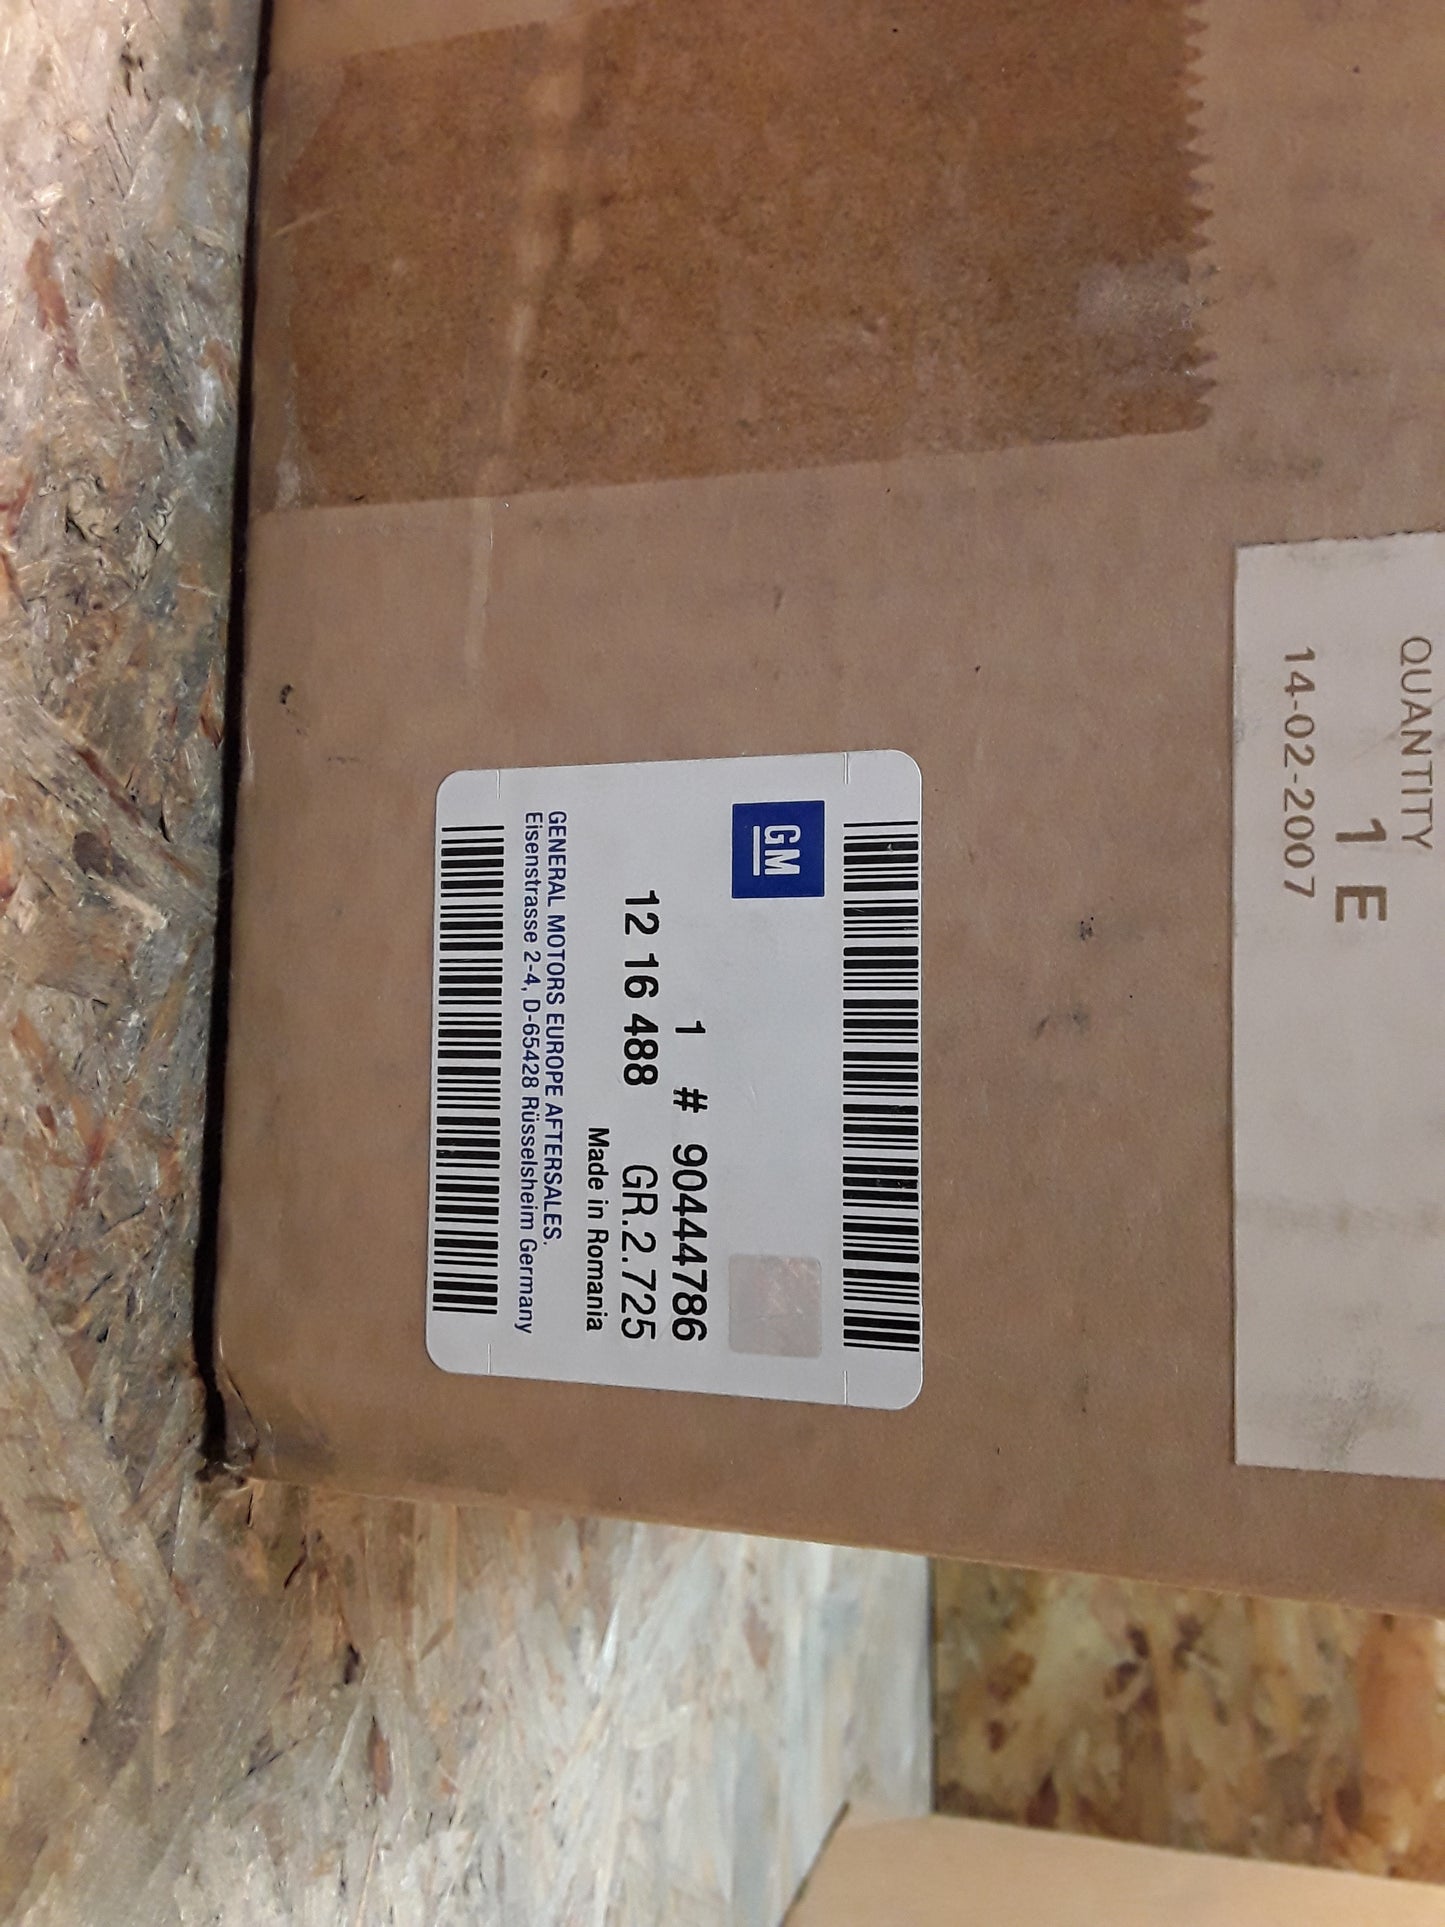 QUANTITY
1 E
14-02-2007
GM
1 # 90444786
12 16 488 GR.2.725
Made in Romania
GENERAL MOTORS EUROPE AFTERSALES,
Eisenstrasse 2-4, D-65428 Rüsselsheim Germany